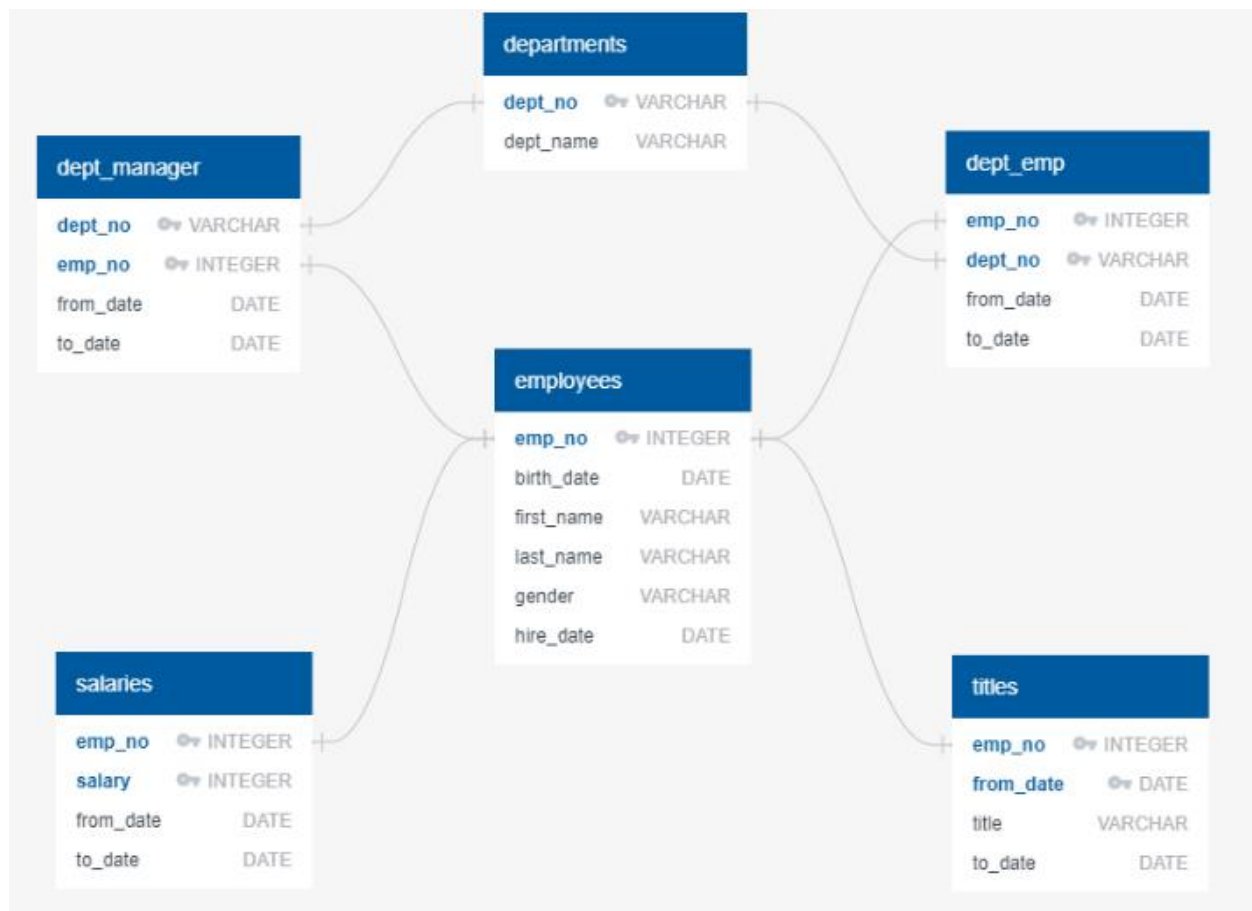 departments
dept_no VARCHAR
dept_name VARCHAR
dept_manager
dept_no VARCHAR
emp_no INTEGER
from_date DATE
to_date DATE
dept_emp
emp_no INTEGER
dept_no VARCHAR
from_date DATE
to_date DATE
employees
emp_no INTEGER
birth_date DATE
first_name VARCHAR
last_name VARCHAR
gender VARCHAR
hire_date DATE
salaries
emp_no INTEGER
salary INTEGER
from_date DATE
to_date DATE
titles
emp_no INTEGER
from_date DATE
title VARCHAR
to_date DATE